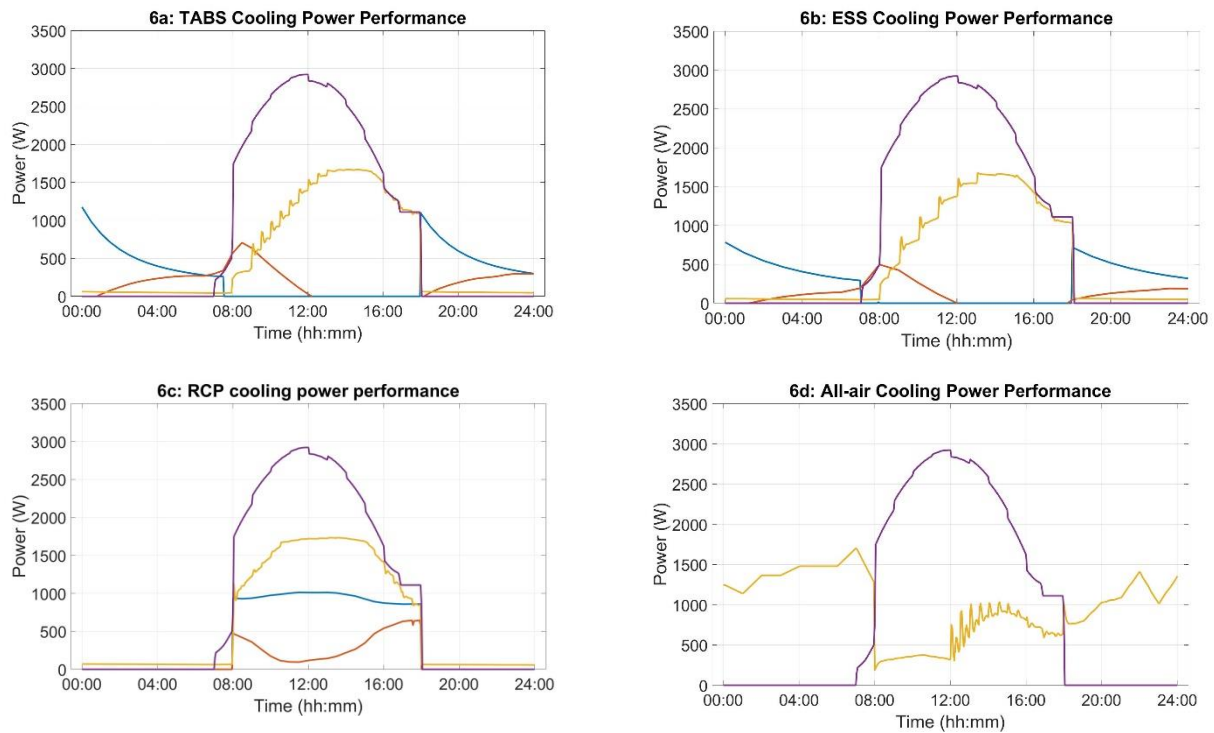 6a: TABS Cooling Power Performance
3500
3000
2500
2000
1500
1000
500
0
Power (W)
00:00 04:00 08:00 12:00 16:00 20:00 24:00
Time (hh:mm)
6b: ESS Cooling Power Performance
3500
3000
2500
2000
1500
1000
500
0
Power (W)
00:00 04:00 08:00 12:00 16:00 20:00 24:00
Time (hh:mm)
6c: RCP cooling power performance
3500
3000
2500
2000
1500
1000
500
0
Power (W)
00:00 04:00 08:00 12:00 16:00 20:00 24:00
Time (hh:mm)
6d: All-air Cooling Power Performance
3500
3000
2500
2000
1500
1000
500
0
Power (W)
00:00 04:00 08:00 12:00 16:00 20:00 24:00
Time (hh:mm)